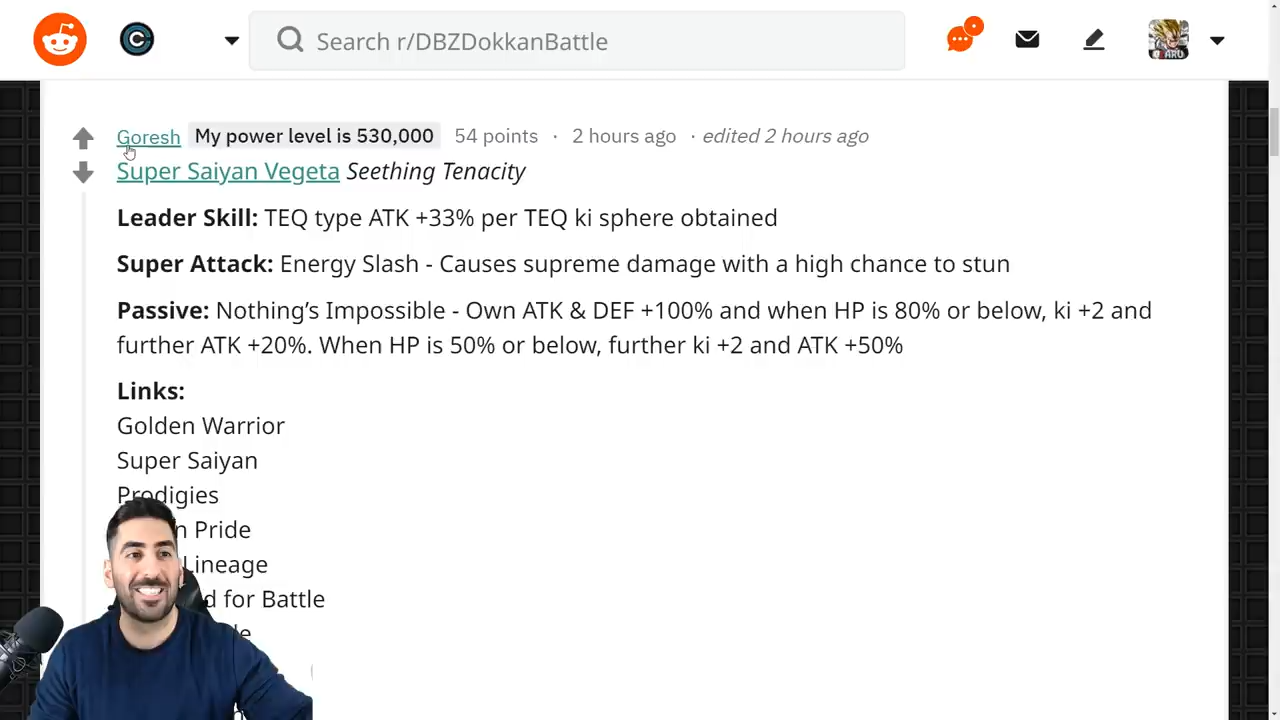 Search r/DBZDokkanBattle
Goresh My power level is 530,000 54 points · 2 hours ago · edited 2 hours ago
Super Saiyan Vegeta Seething Tenacity
Leader Skill: TEQ type ATK +33% per TEQ ki sphere obtained
Super Attack: Energy Slash - Causes supreme damage with a high chance to stun
Passive: Nothing’s Impossible - Own ATK & DEF +100% and when HP is 80% or below, ki +2 and
further ATK +20%. When HP is 50% or below, further ki +2 and ATK +50%
Links:
Golden Warrior
Super Saiyan
Prodigies
Pride
Lineage
for Battle